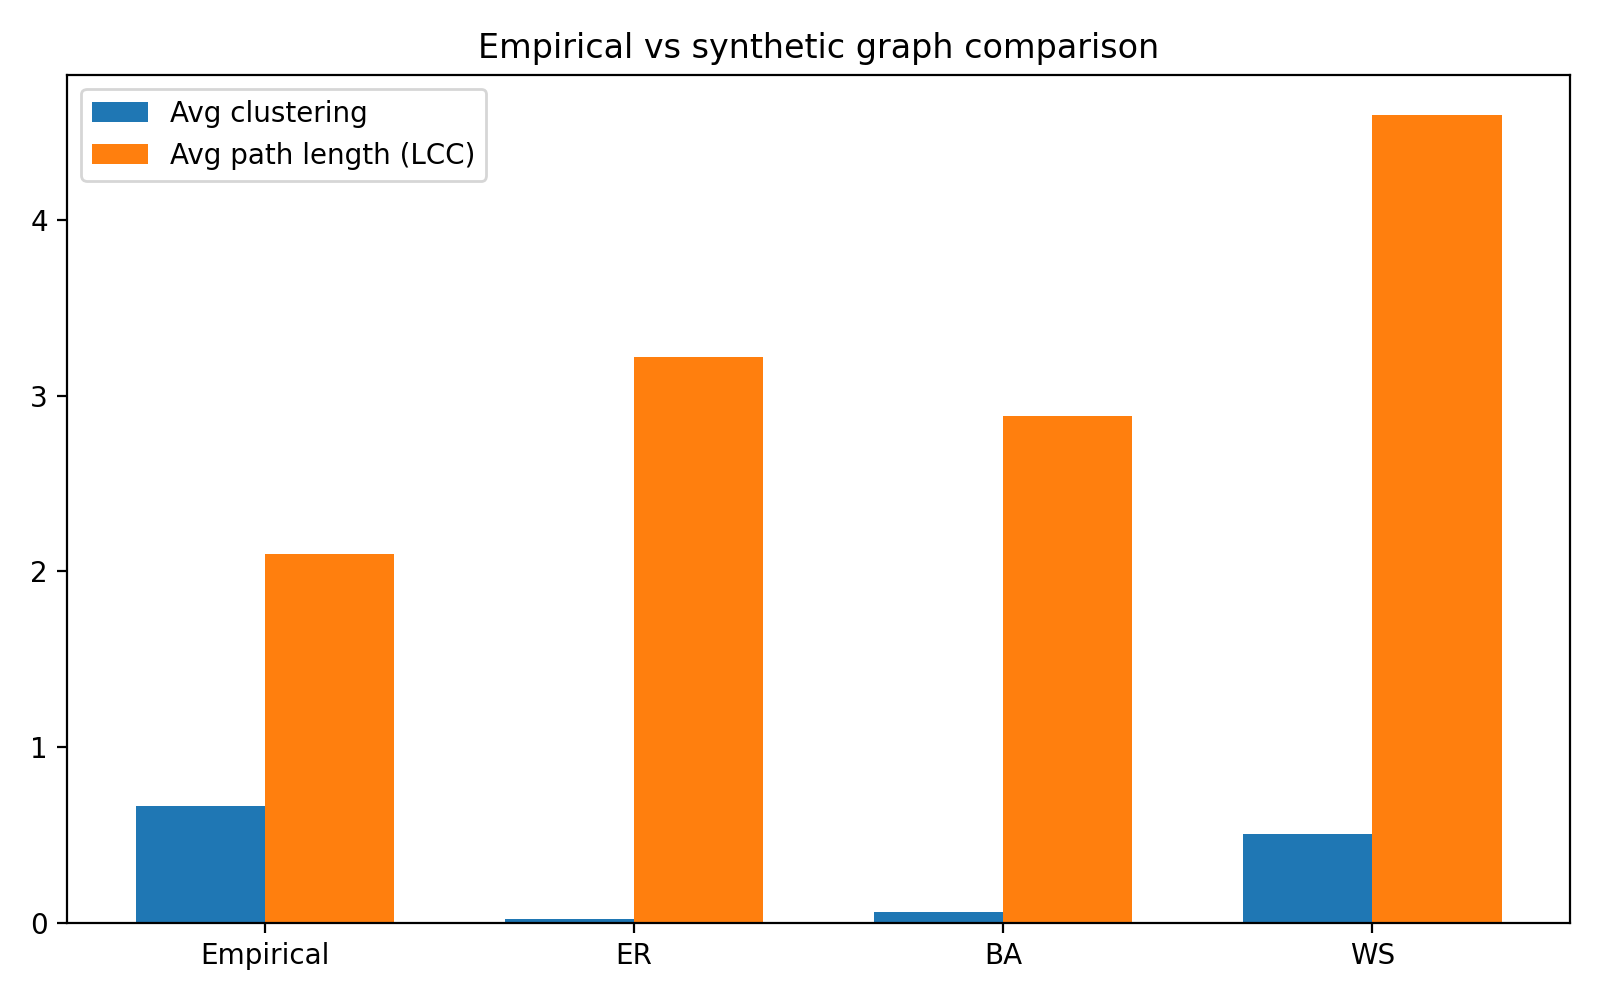 Empirical vs synthetic graph comparison
Avg clustering
Avg path length (LCC)
4
3
2
1
0
Empirical
ER
BA
WS